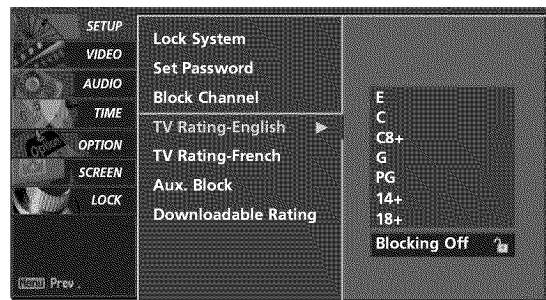 SETUP
VIDEO
AUDIO
TIME
OPTION
SCREEN
LOCK
Menu Prev.
Lock System
Set Password
Block Channel
TV Rating-English
TV Rating-French
Aux. Block
Downloadable Rating
E
C
C8+
G
PG
14+
18+
Blocking Off